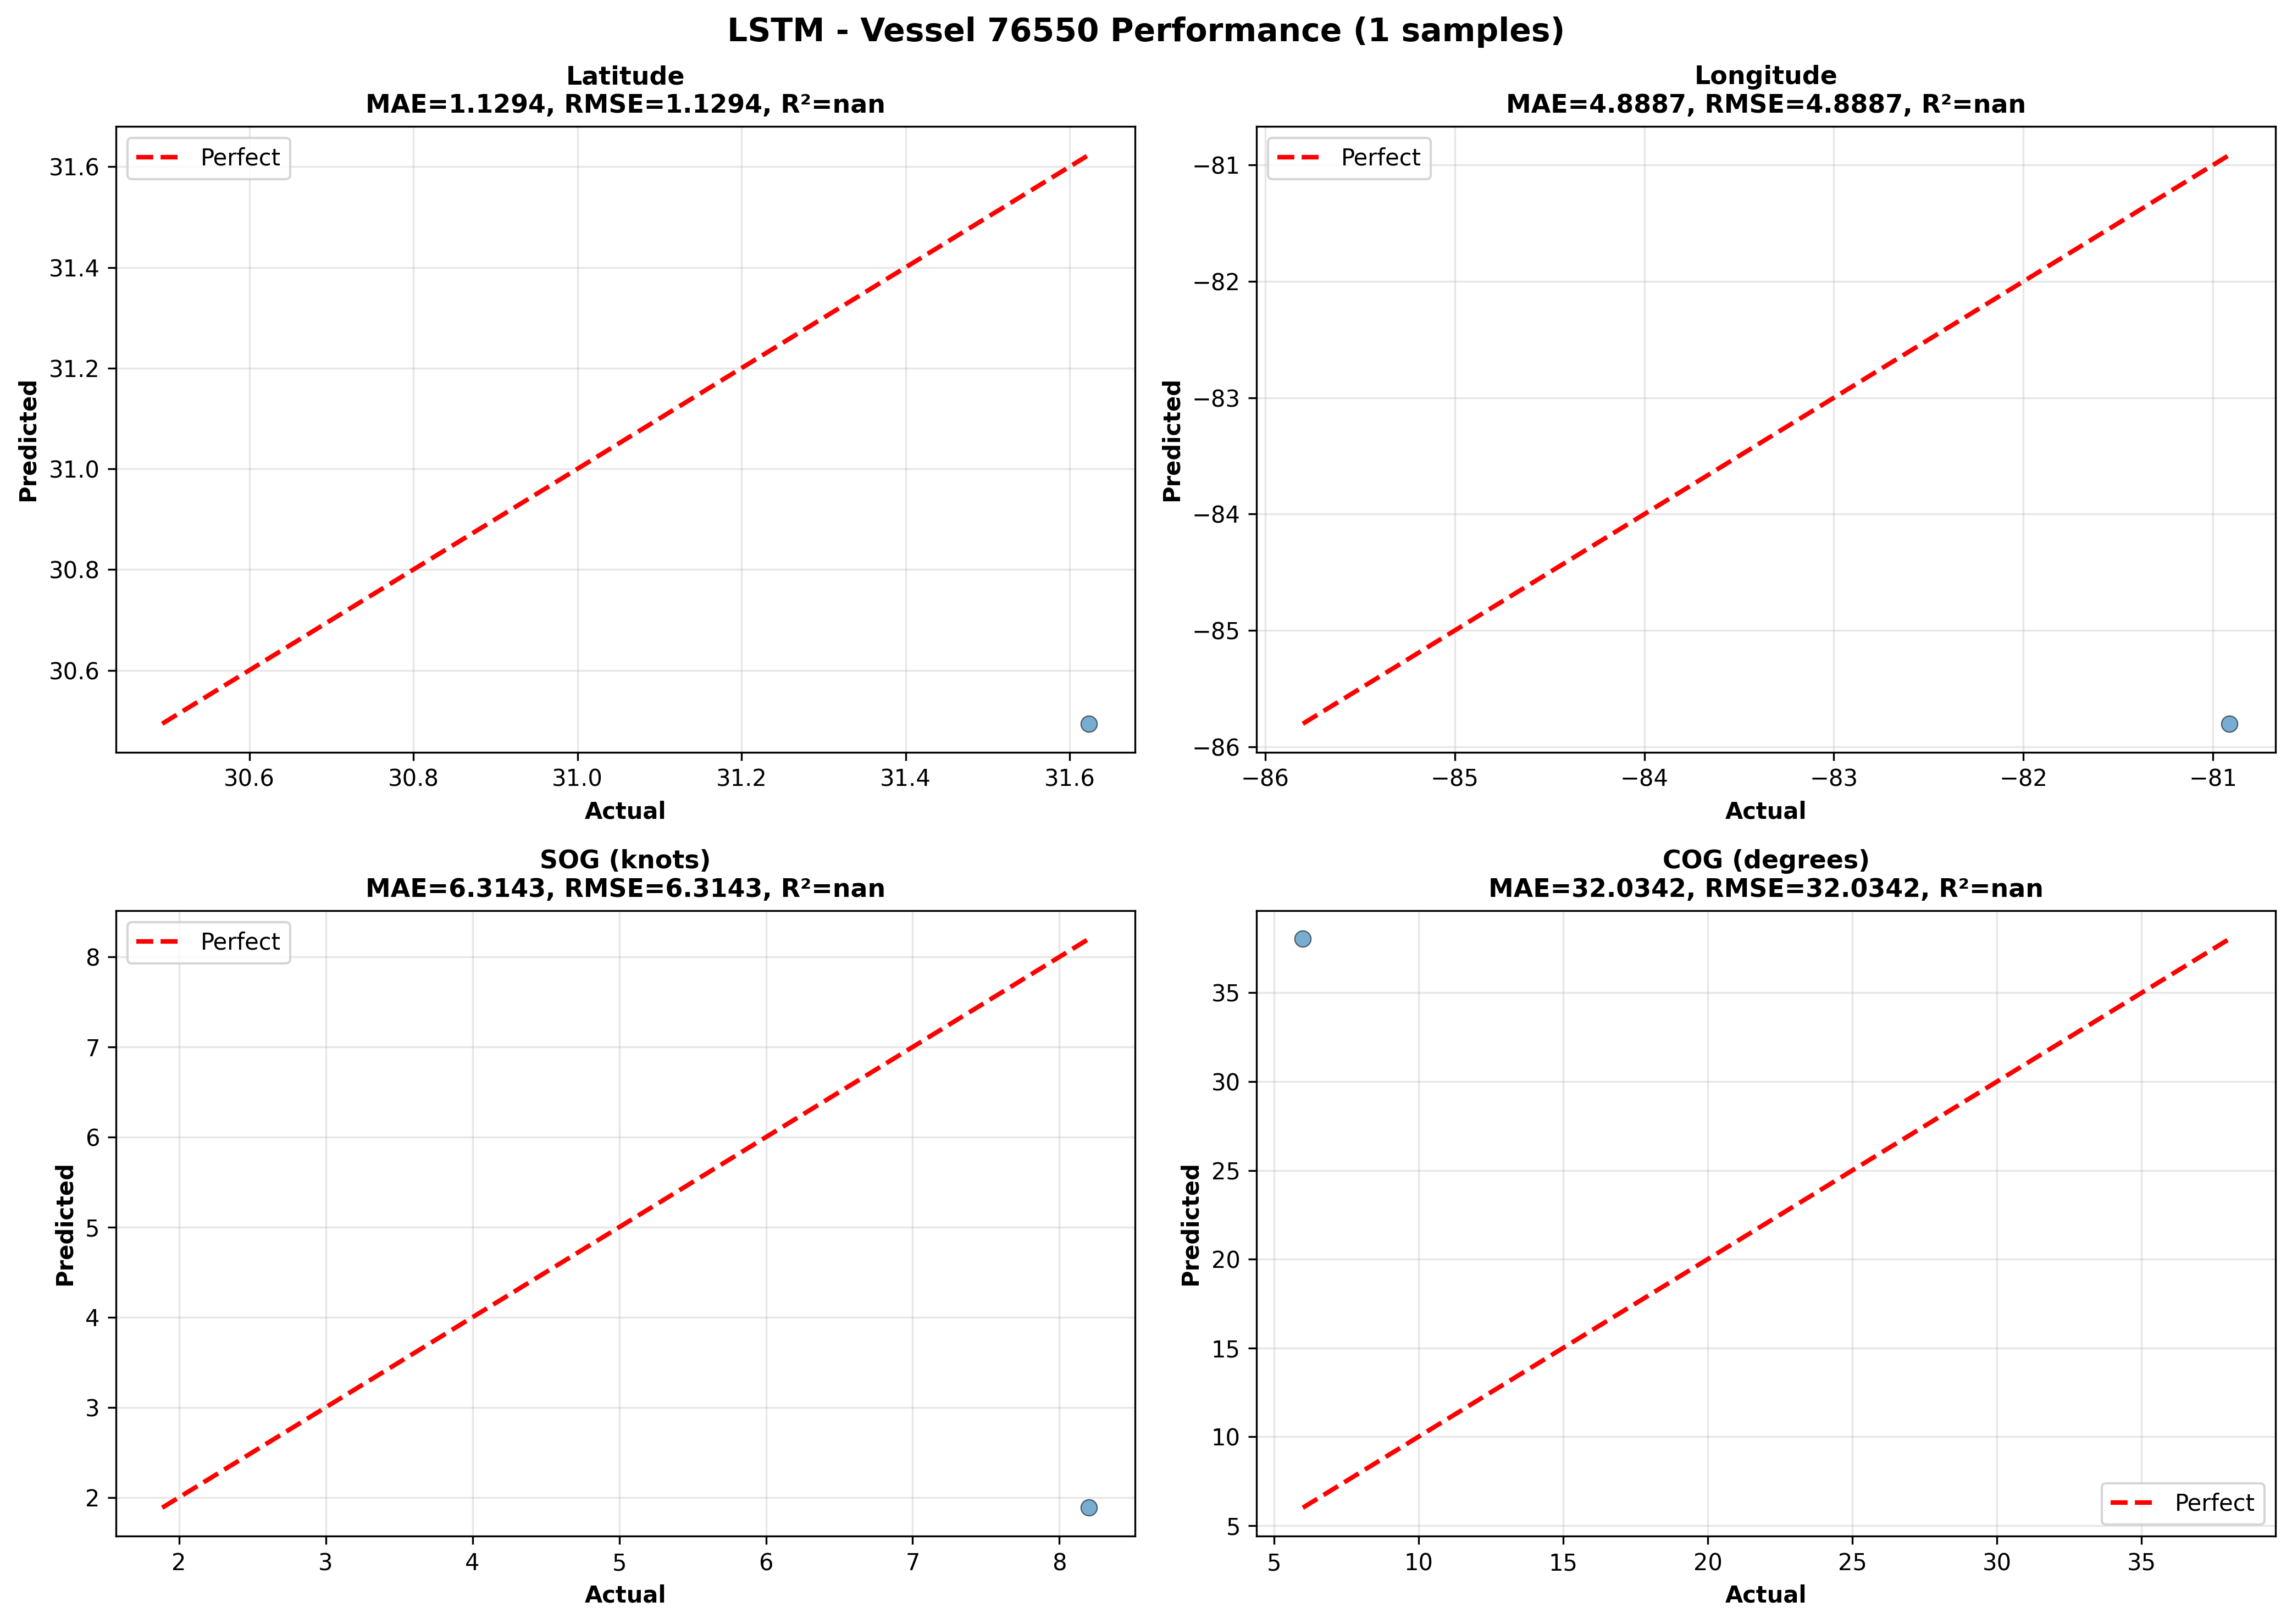 LSTM - Vessel 76550 Performance (1 samples)
Latitude
MAE=1.1294, RMSE=1.1294, R²=nan
Perfect
31.6
31.4
31.2
31.0
30.8
30.6
Predicted
30.6 30.8 31.0 31.2 31.4 31.6
Actual
Longitude
MAE=4.8887, RMSE=4.8887, R²=nan
Perfect
−81
−82
−83
−84
−85
−86
Predicted
−86 −85 −84 −83 −82 −81
Actual
SOG (knots)
MAE=6.3143, RMSE=6.3143, R²=nan
Perfect
8
7
6
5
4
3
2
Predicted
2 3 4 5 6 7 8
Actual
COG (degrees)
MAE=32.0342, RMSE=32.0342, R²=nan
35
30
25
20
15
10
5
Predicted
Perfect
5 10 15 20 25 30 35
Actual